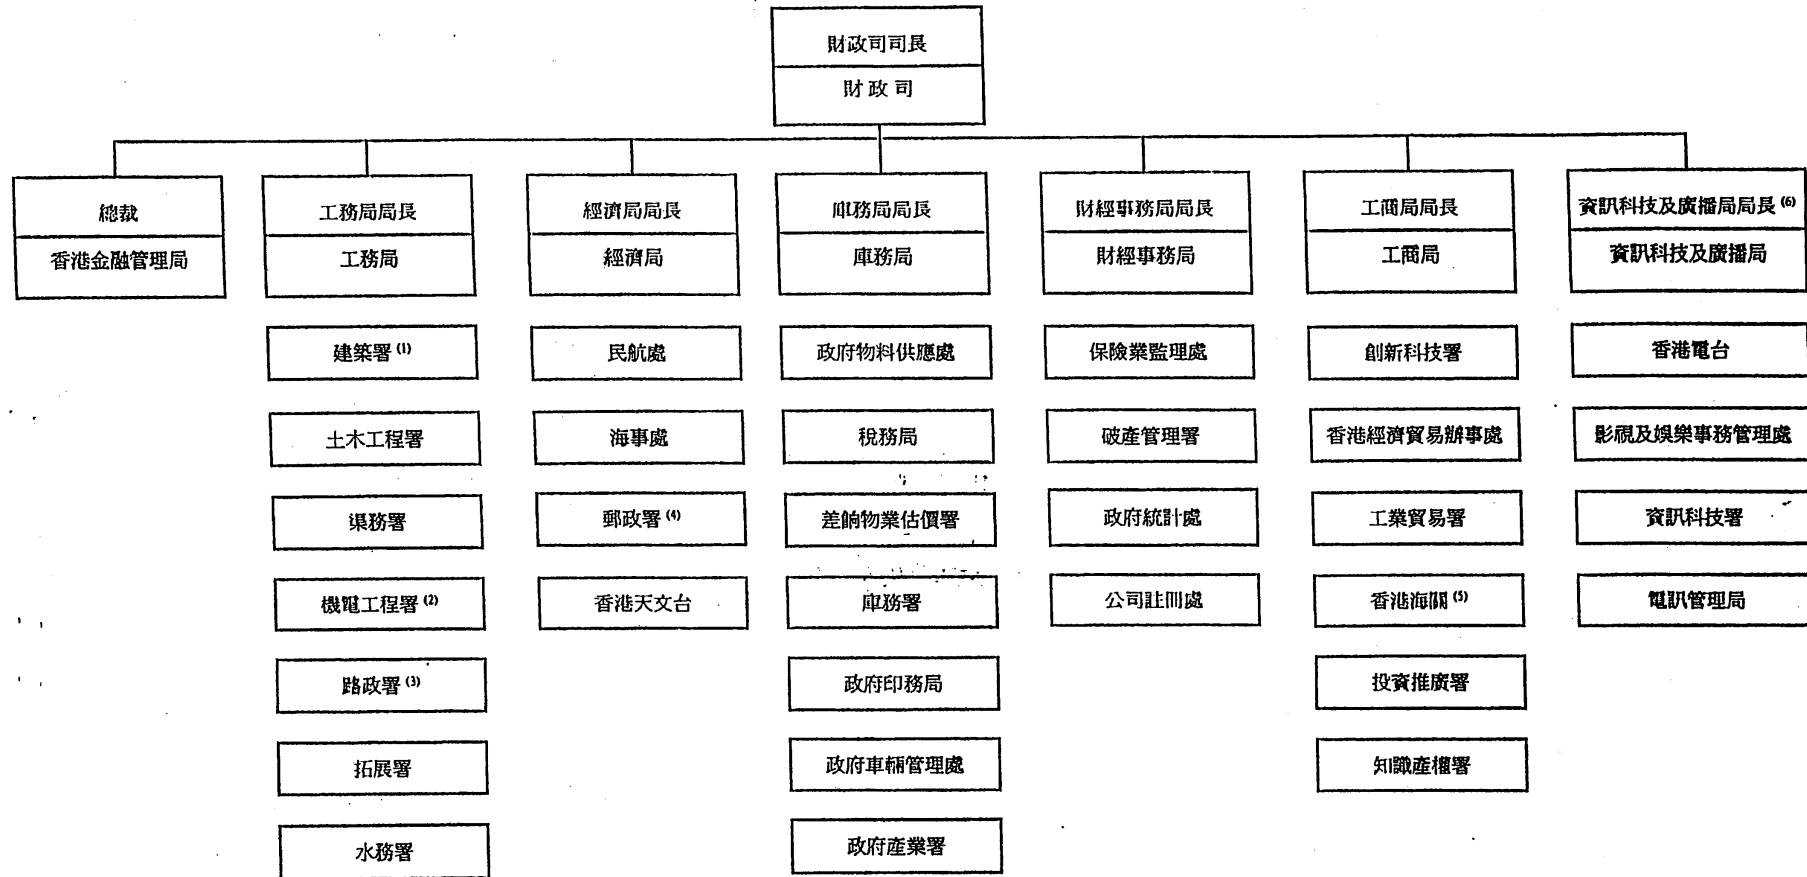 財政司司長
財政司
總裁
香港金融管理局
工務局局長
工務局
建築署 (1)
土木工程署
渠務署
機電工程署 (2)
路政署 (3)
拓展署
水務署
經濟局局長
經濟局
民航處
海事處
郵政署 (4)
香港天文台
庫務局局長
庫務局
政府物料供應處
稅務局
差餉物業估價署
庫務署
政府印務局
政府車輛管理處
政府產業署
財經事務局局長
財經事務局
保險業監理處
破產管理署
政府統計處
公司註冊處
工商局局長
工商局
創新科技署
香港經濟貿易辦事處
工業貿易署
香港海關 (5)
投資推廣署
知識產權署
資訊科技及廣播局局長 (6)
資訊科技及廣播局
香港電台
影視及娛樂事務管理處
資訊科技署
電訊管理局